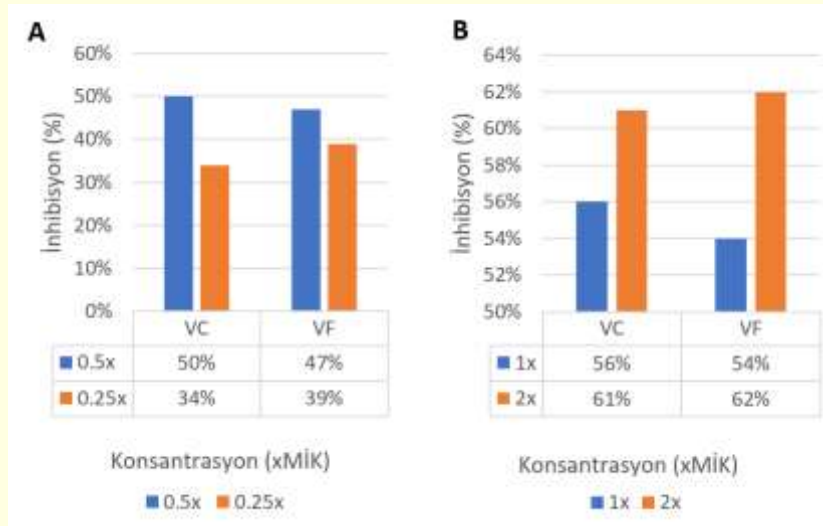 A
60%
50%
40%
30%
20%
10%
0%
İnhibisyon (%)
VC VF
0.5x 50% 47%
0.25x 34% 39%
Konsantrasyon (xMİK)
0.5x 0.25x
B
64%
62%
60%
58%
56%
54%
52%
50%
İnhibisyon (%)
VC VF
1x 56% 54%
2x 61% 62%
Konsantrasyon (xMİK)
1x 2x